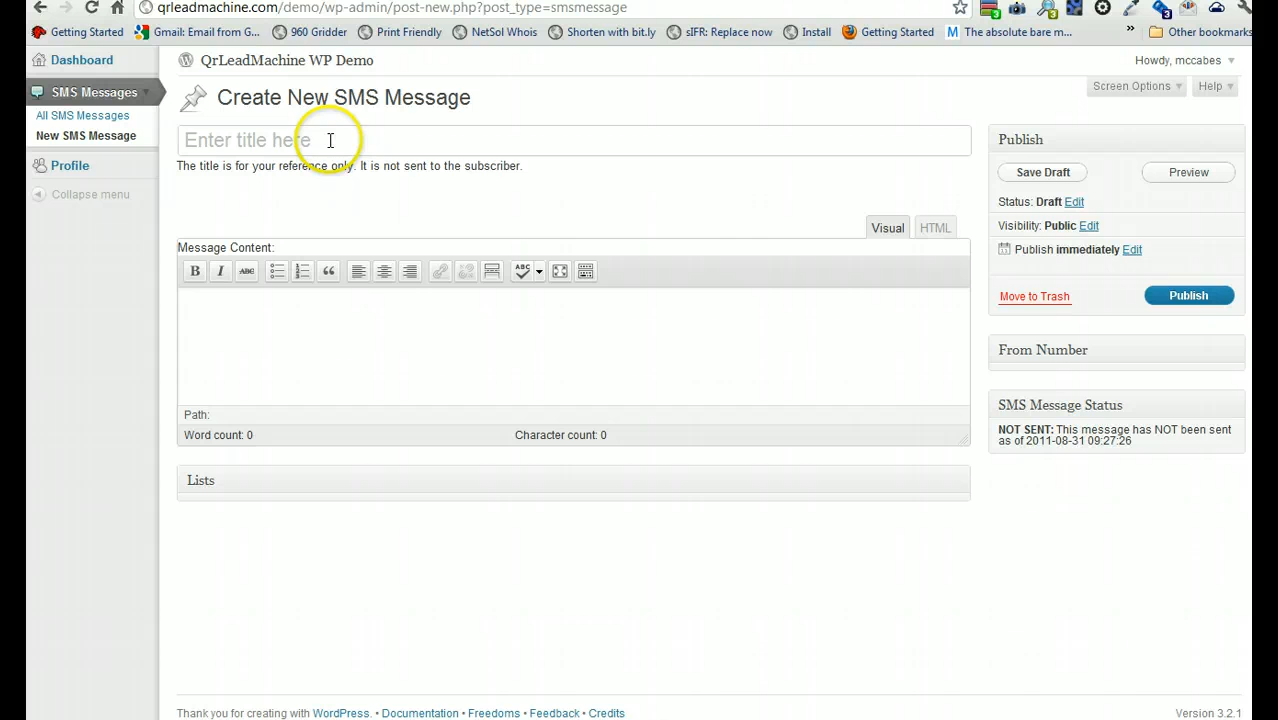 qrleadmachine.com/demo/wp-admin/post-new.php?post_type=smsmessage
Getting Started Gmail: Email from G... 960 Gridder Print Friendly NetSol Whois Shorten with bit.ly sIFR: Replace now Install Getting Started The absolute bare m... » Other bookmarks
Dashboard
QrLeadMachine WP Demo
Howdy, mccabes
SMS Messages
All SMS Messages
New SMS Message
Profile
Collapse menu
Screen Options
Help
Create New SMS Message
Enter title here
The title is for your reference only. It is not sent to the subscriber.
Visual HTML
Message Content:
B I ABC ABC
Path:
Word count: 0 Character count: 0
Lists
Publish
Save Draft Preview
Status: Draft Edit
Visibility: Public Edit
Publish immediately Edit
Move to Trash Publish
From Number
SMS Message Status
NOT SENT: This message has NOT been sent
as of 2011-08-31 09:27:26
Thank you for creating with WordPress. • Documentation • Freedoms • Feedback • Credits
Version 3.2.1